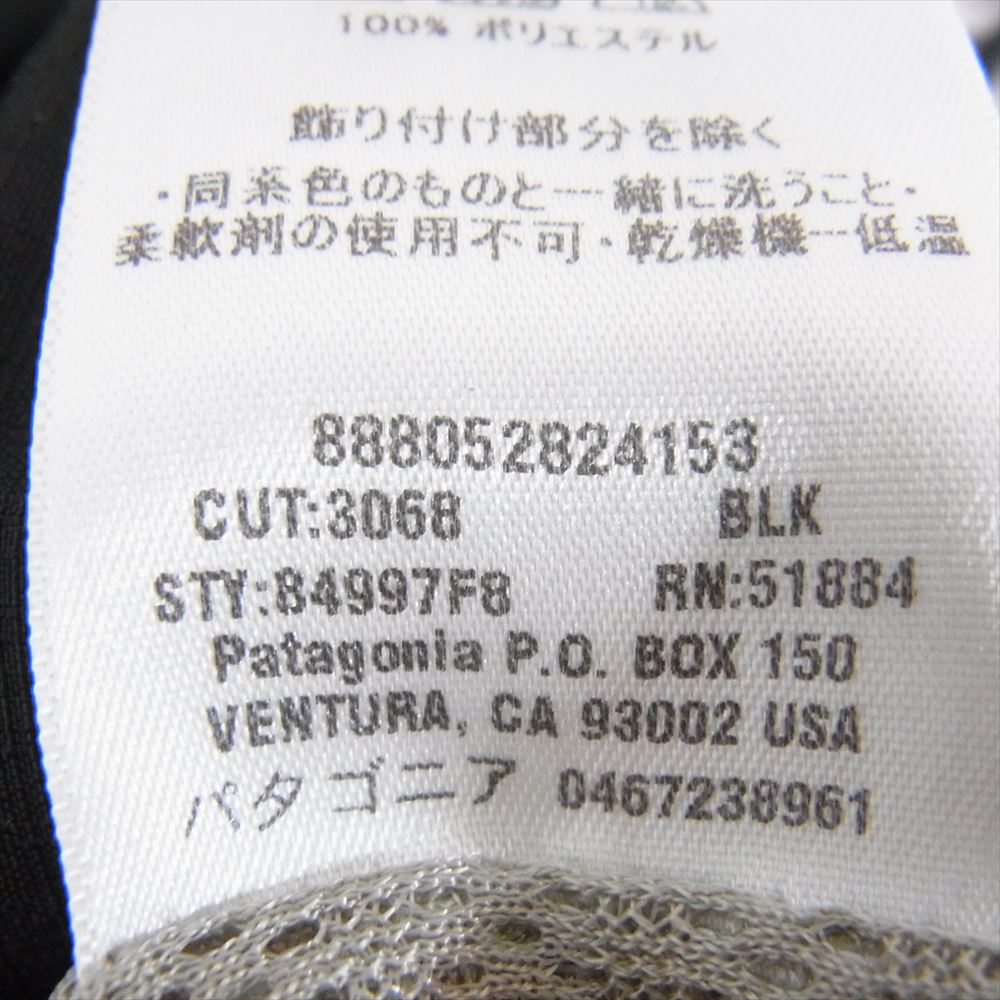 100% ポリエステル
飾り付け部分を除く
・同系色のものと一緒に洗うこと・
柔軟剤の使用不可・乾燥機ー低温
888052824153
CUT:3068 BLK
STY:84997F8 RN:51884
Patagonia P.O. BOX 150
VENTURA, CA 93002 USA
パタゴニア 0467238961